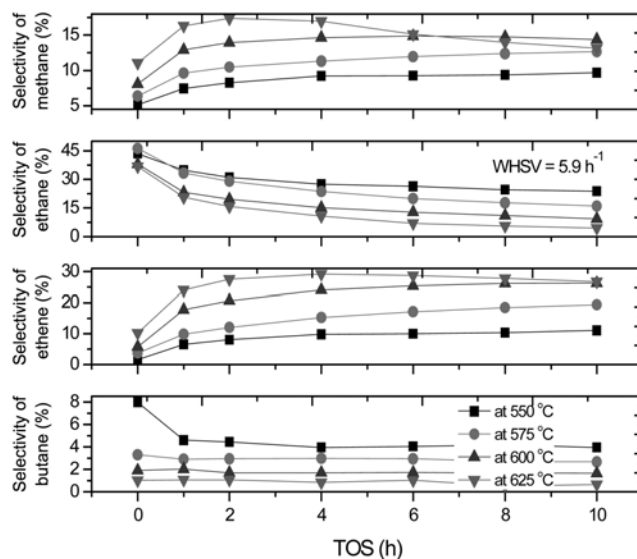 Selectivity of
methane (%)
15
10
5
Selectivity of
ethane (%)
45
30
15
0
WHSV = 5.9 h⁻¹
Selectivity of
ethene (%)
30
20
10
0
Selectivity of
butane (%)
8
6
4
2
0
at 550 °C
at 575 °C
at 600 °C
at 625 °C
0 2 4 6 8 10
TOS (h)